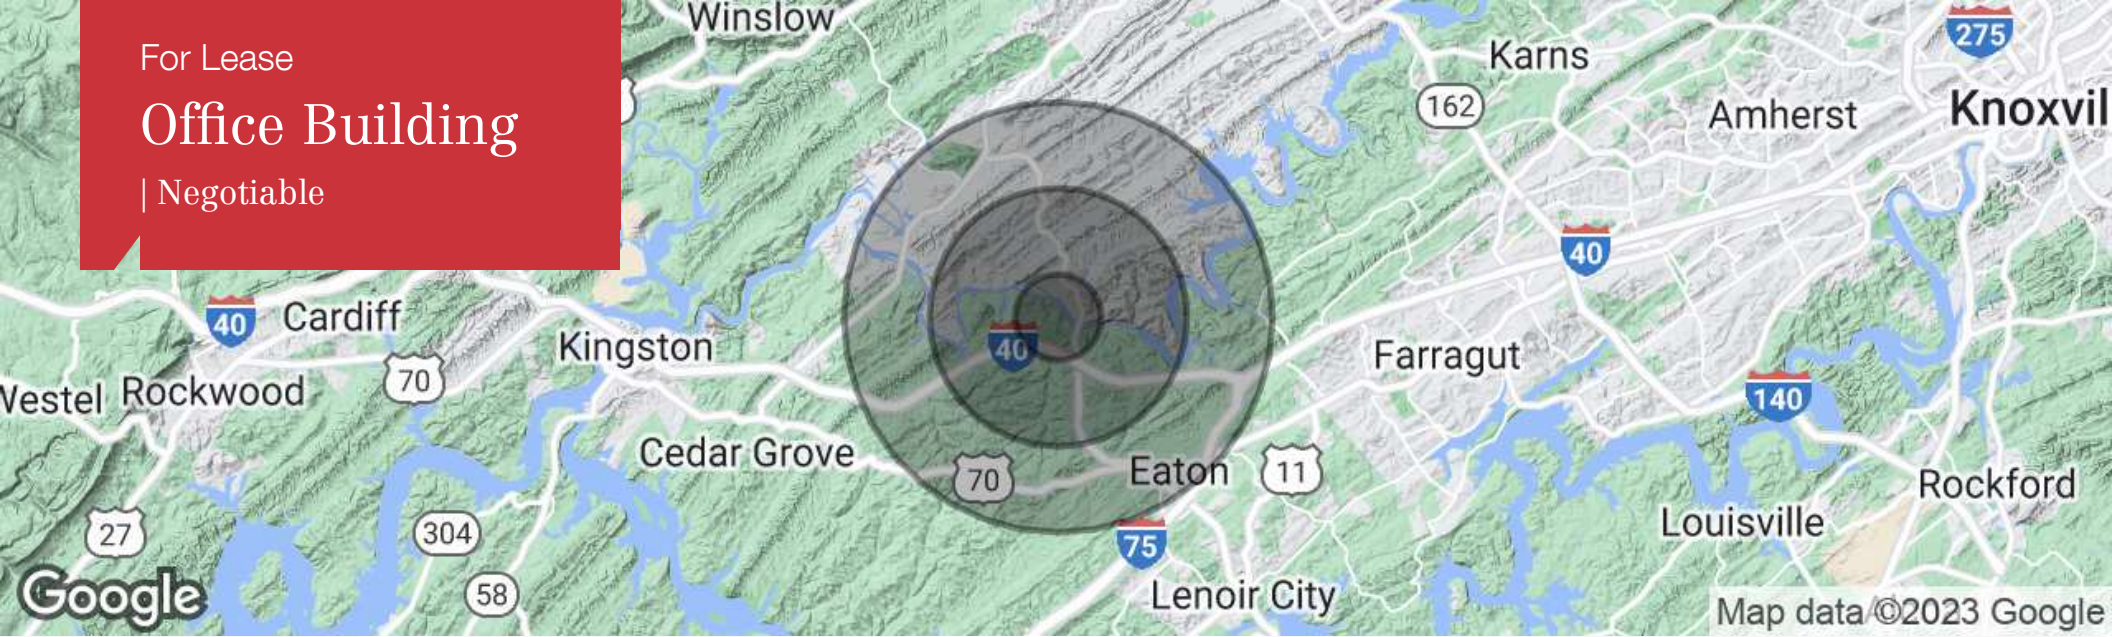 For Lease
Office Building
| Negotiable
Winslow
Karns
275
162
Amherst
Knoxvil
40
40
Cardiff
Kingston
40
Farragut
70
140
Westel
Rockwood
Cedar Grove
70
Eaton
11
Rockford
27
304
75
Louisville
58
Lenoir City
Google
Map data ©2023 Google